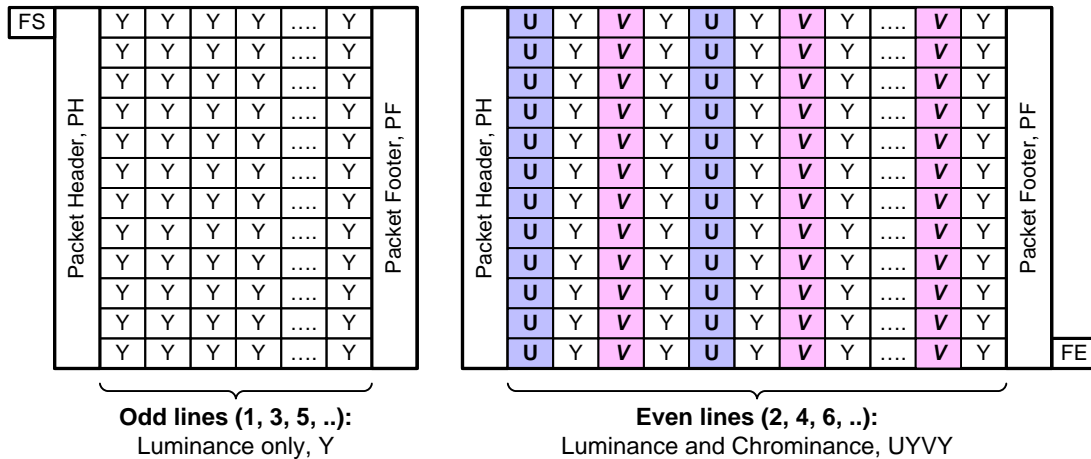 FS
Packet Header, PH
Y Y Y Y …. Y
Y Y Y Y …. Y
Y Y Y Y …. Y
Y Y Y Y …. Y
Y Y Y Y …. Y
Y Y Y Y …. Y
Y Y Y Y …. Y
Y Y Y Y …. Y
Y Y Y Y …. Y
Y Y Y Y …. Y
Y Y Y Y …. Y
Y Y Y Y …. Y
Packet Footer, PF
Odd lines (1, 3, 5, ..):
Luminance only, Y
Packet Header, PH
U Y V Y U Y V Y …. V Y
U Y V Y U Y V Y …. V Y
U Y V Y U Y V Y …. V Y
U Y V Y U Y V Y …. V Y
U Y V Y U Y V Y …. V Y
U Y V Y U Y V Y …. V Y
U Y V Y U Y V Y …. V Y
U Y V Y U Y V Y …. V Y
U Y V Y U Y V Y …. V Y
U Y V Y U Y V Y …. V Y
U Y V Y U Y V Y …. V Y
U Y V Y U Y V Y …. V Y
Packet Footer, PF
FE
Even lines (2, 4, 6, ..):
Luminance and Chrominance, UYVY